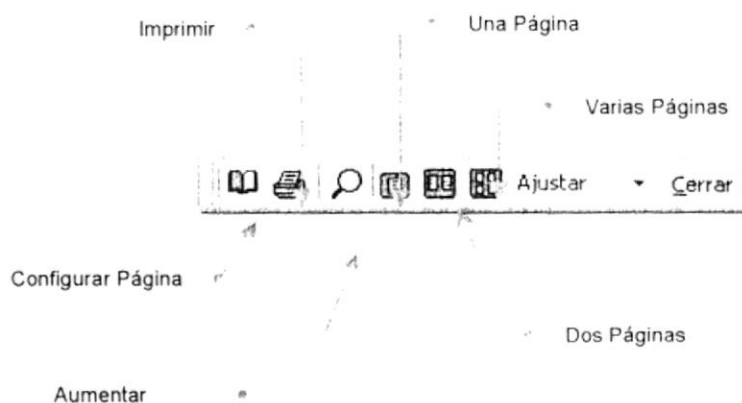 Imprimir
Una Página
Varias Páginas
Ajustar
Cerrar
Configurar Página
Dos Páginas
Aumentar